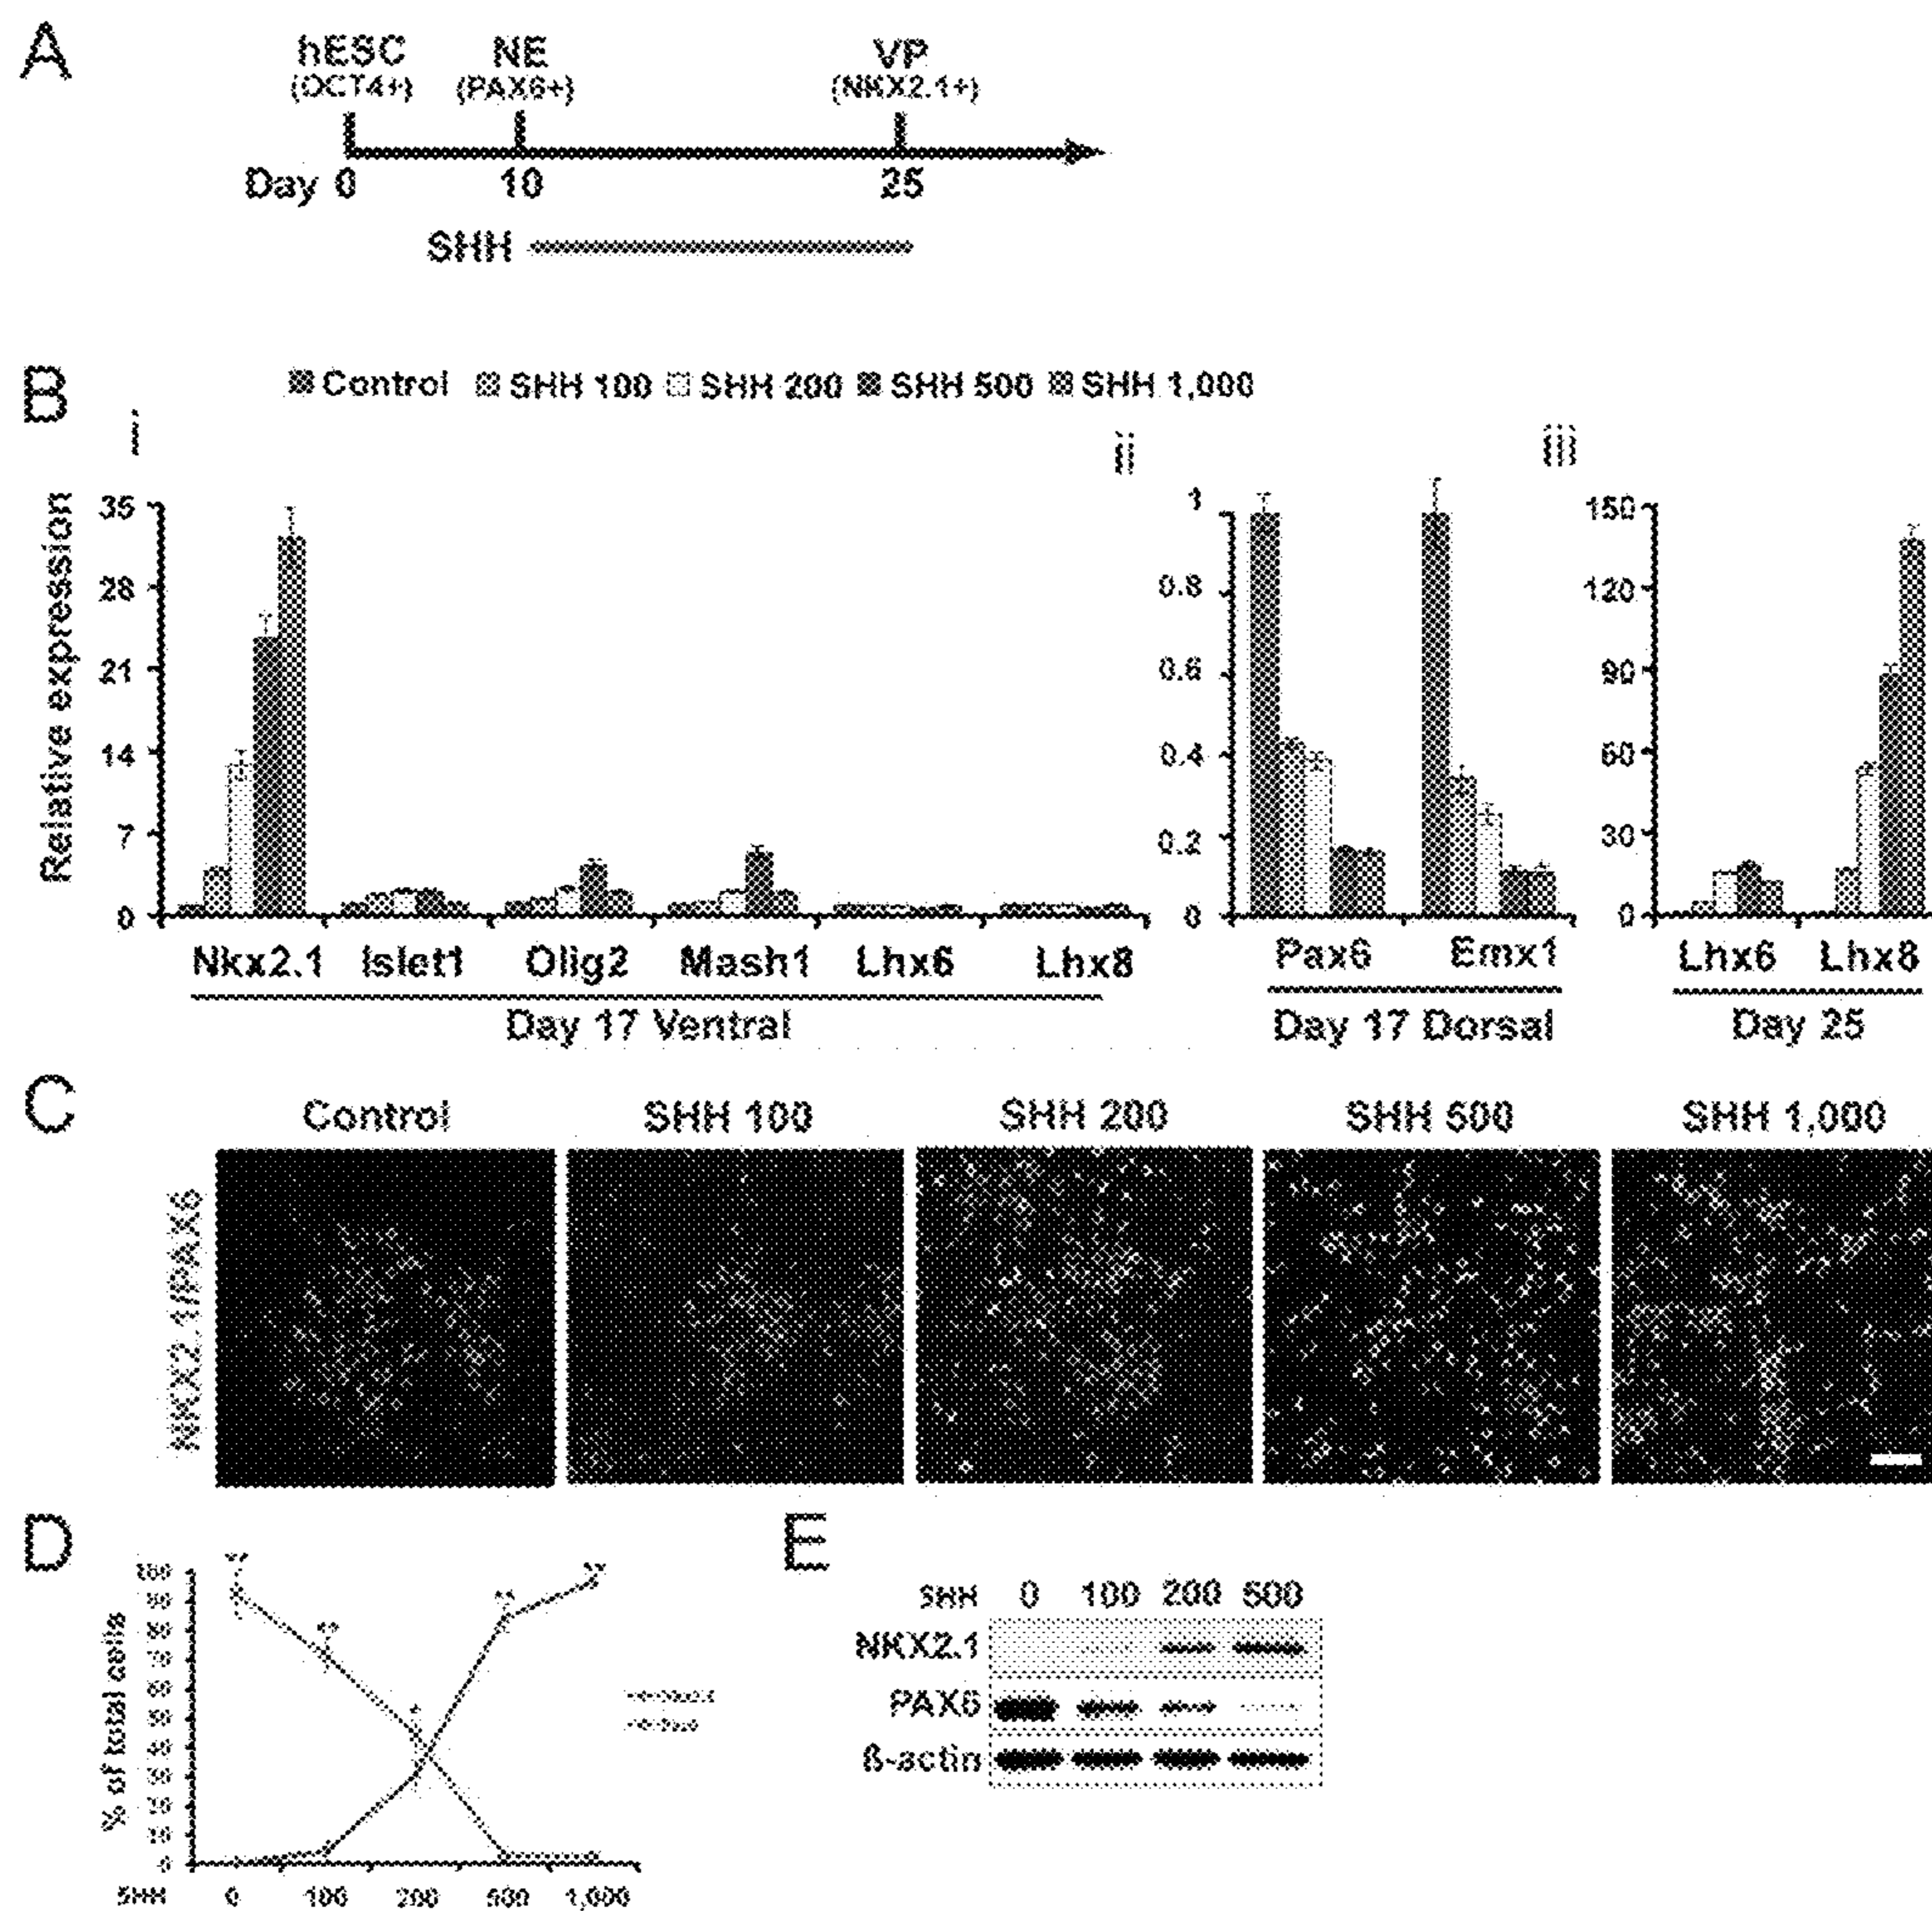 A
hESC NE VP
(OCT4+) (PAX6+) (NKX2.1+)
Day 0 10 25
SHH
B
Control SHH 100 SHH 200 SHH 500 SHH 1,000
i ii iii
Relative expression
35 28 21 14 7 0
1 0.8 0.6 0.4 0.2 0
150 120 90 60 30 0
Nkx2.1 Islet1 Olig2 Mash1 Lhx6 Lhx8
Day 17 Ventral
Pax6 Emx1
Day 17 Dorsal
Lhx6 Lhx8
Day 25
C
Control SHH 100 SHH 200 SHH 500 SHH 1,000
NKX2.1/PAX6
D
% of total cells
100
0
SHH 0 100 200 500 1,000
E
SHH 0 100 200 500
NKX2.1
PAX6
ß-actin